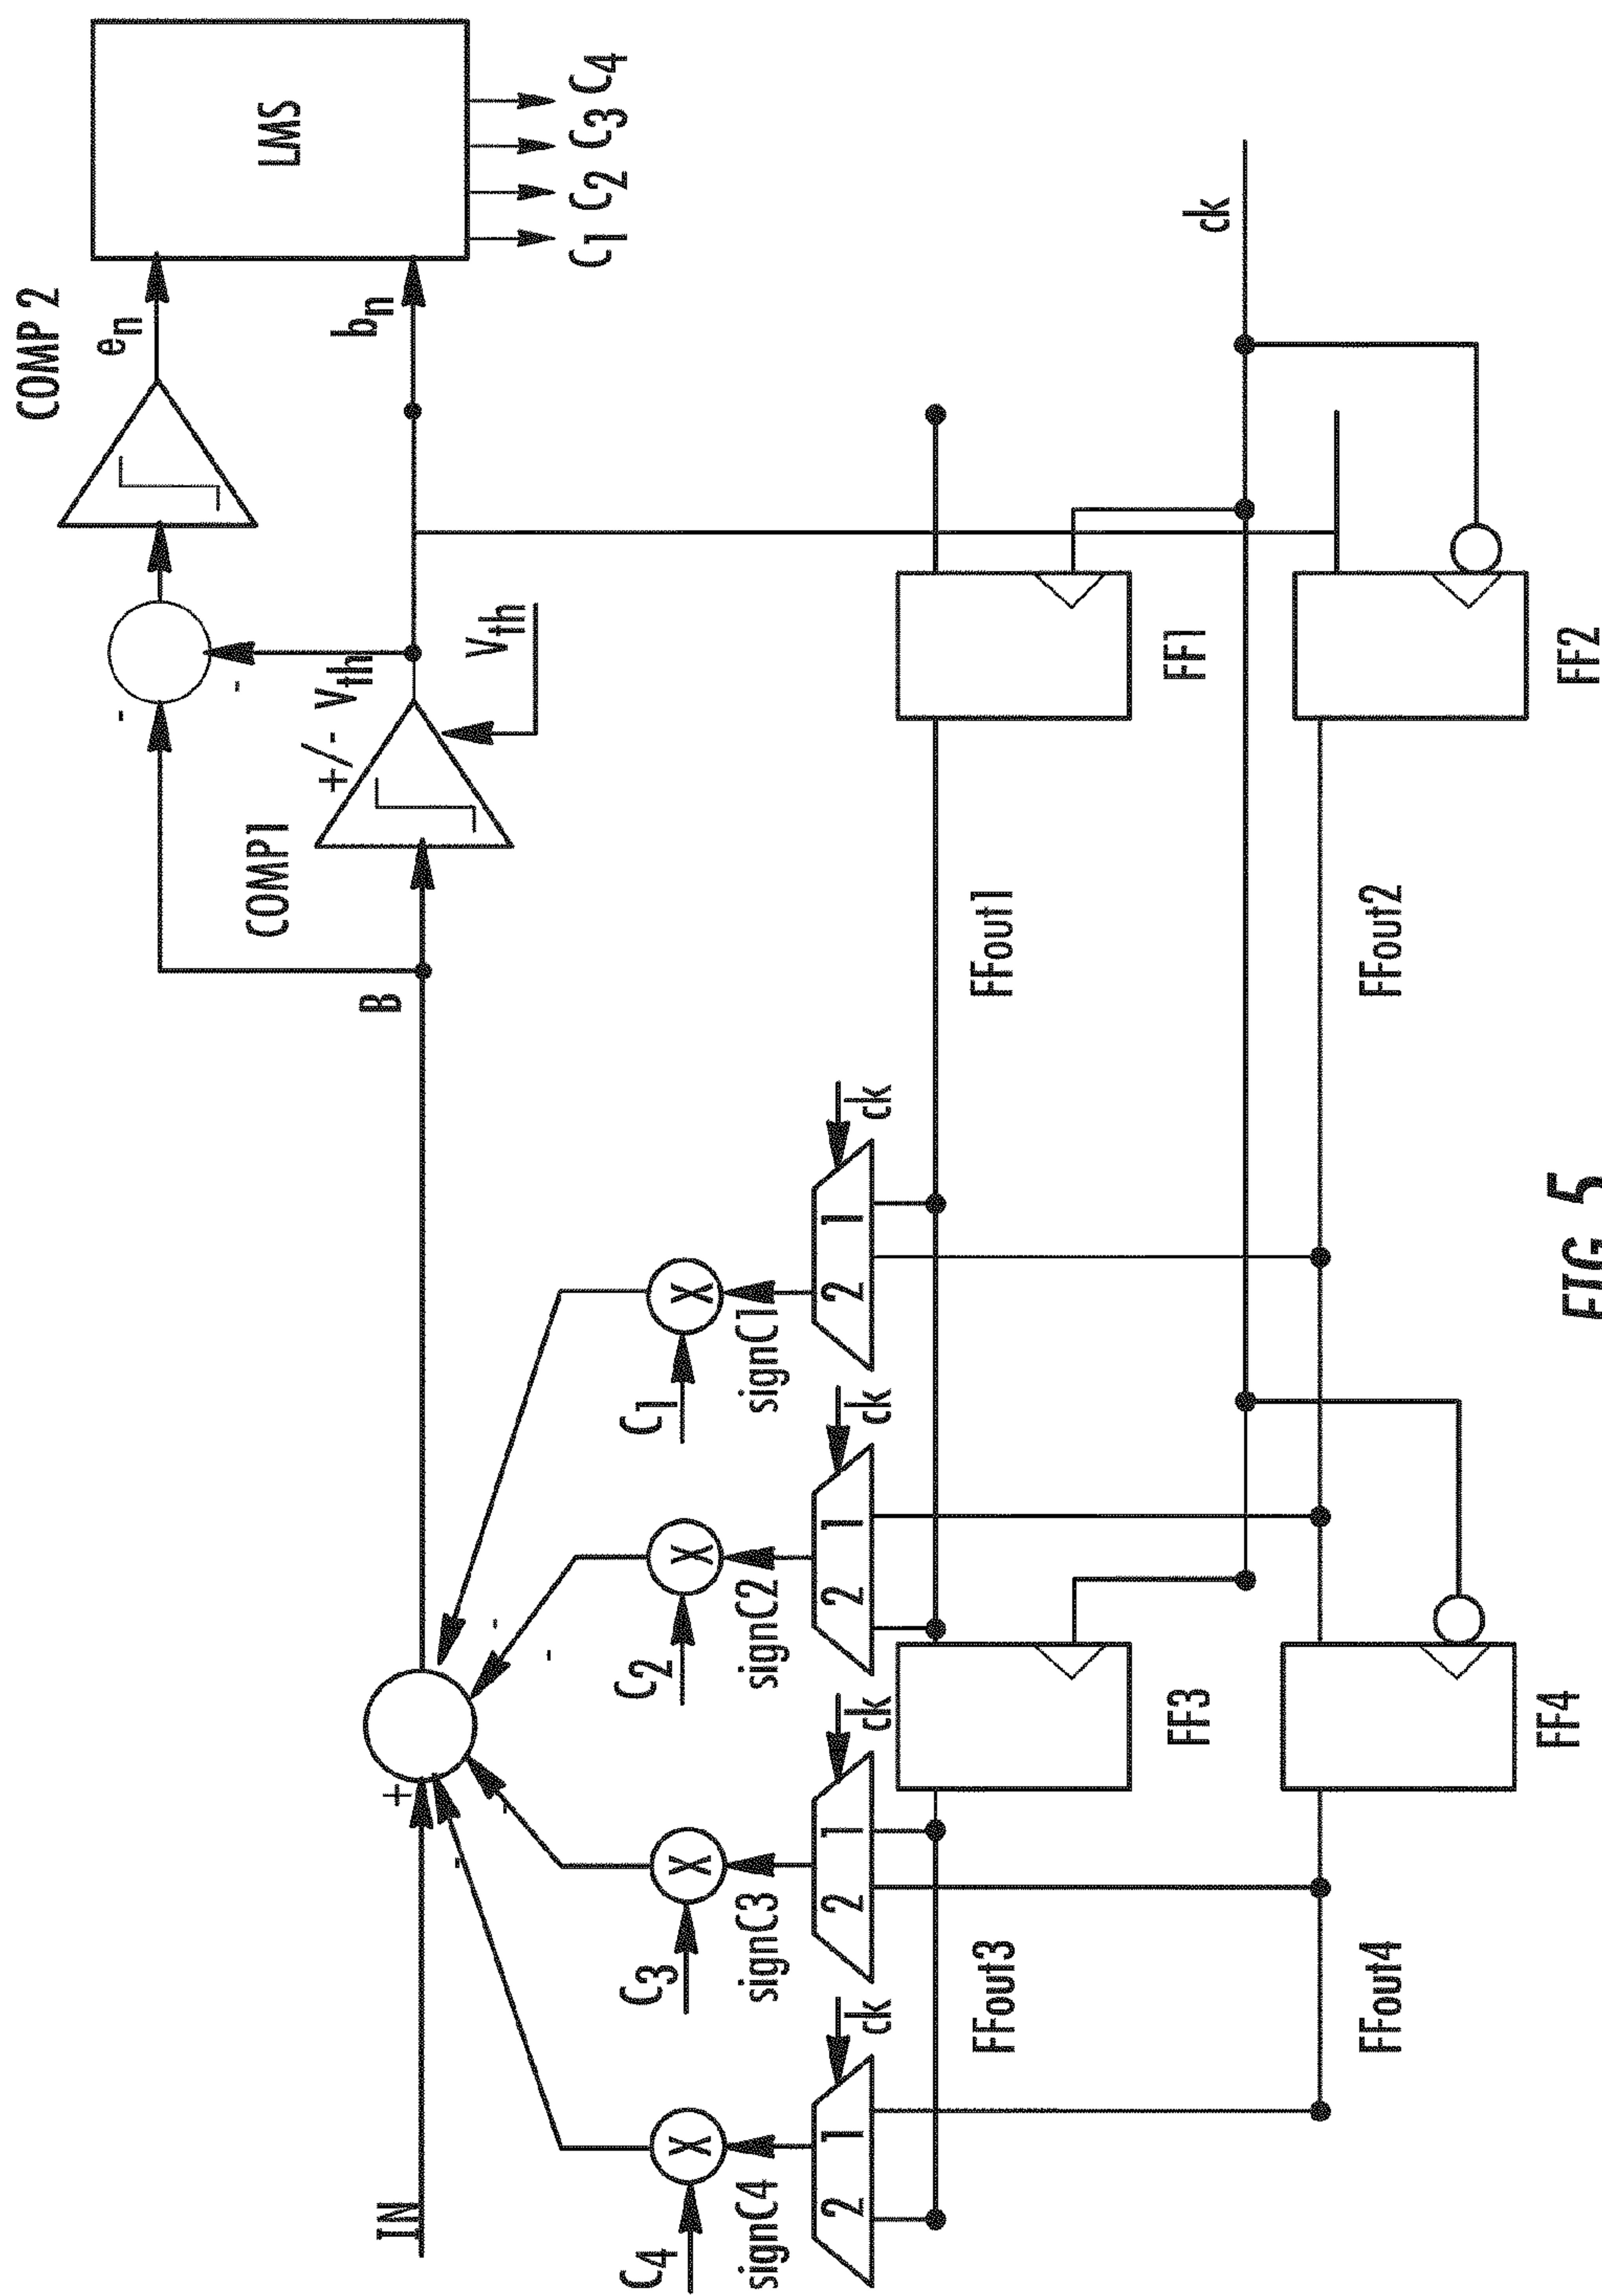 COMP 2
e_n
LMS
b_n
C1 C2 C3 C4
-
-
+/- V_th
COMP1
V_th
B
IN
+
-
-
-
-
C4
X
C3
X
C2
X
C1
X
signC4
signC3
signC2
signC1
2 1
ck
2 1
ck
2 1
ck
2 1
ck
FFout3
FFout1
FF3
FF1
ck
FFout4
FFout2
FF4
FF2
FIG. 5